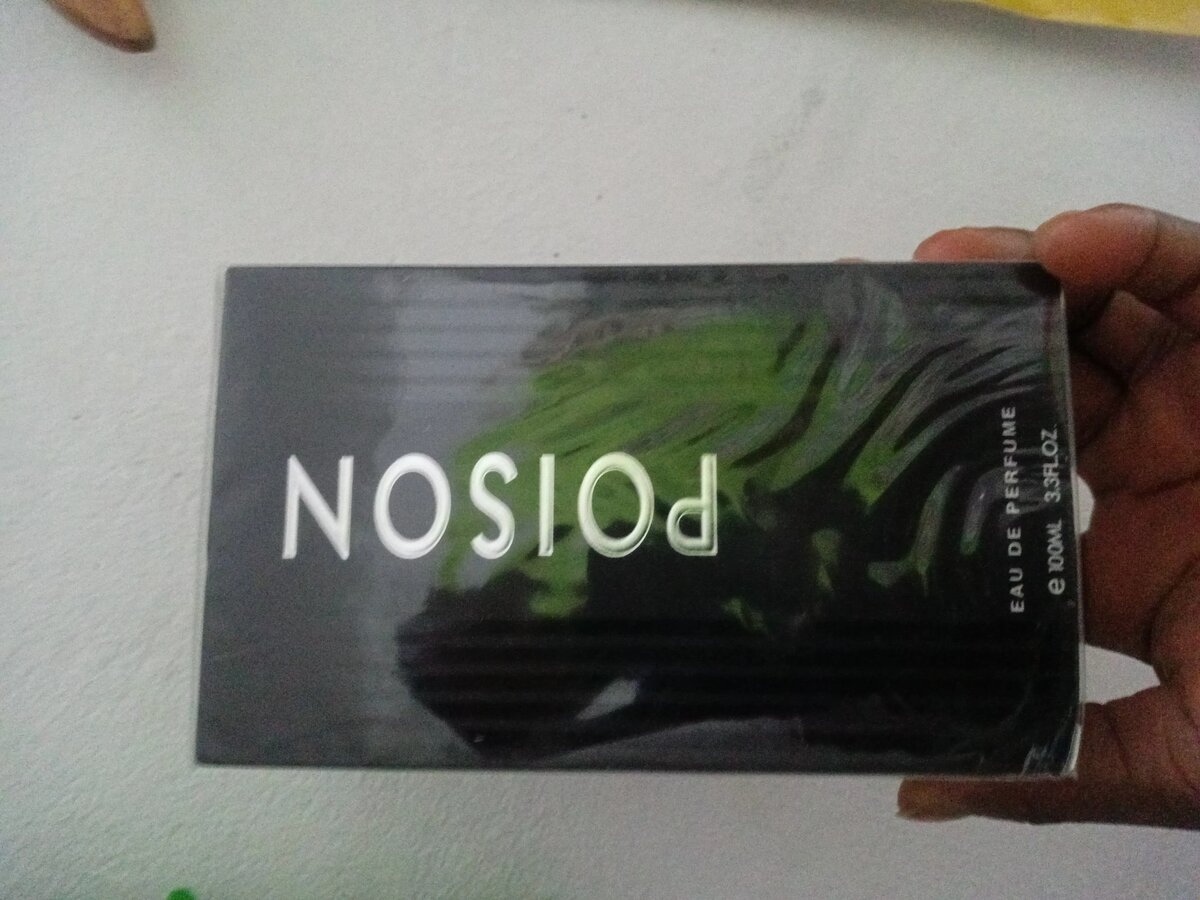 POISON
EAU DE PERFUME
e 100ML 3.3FL.OZ.